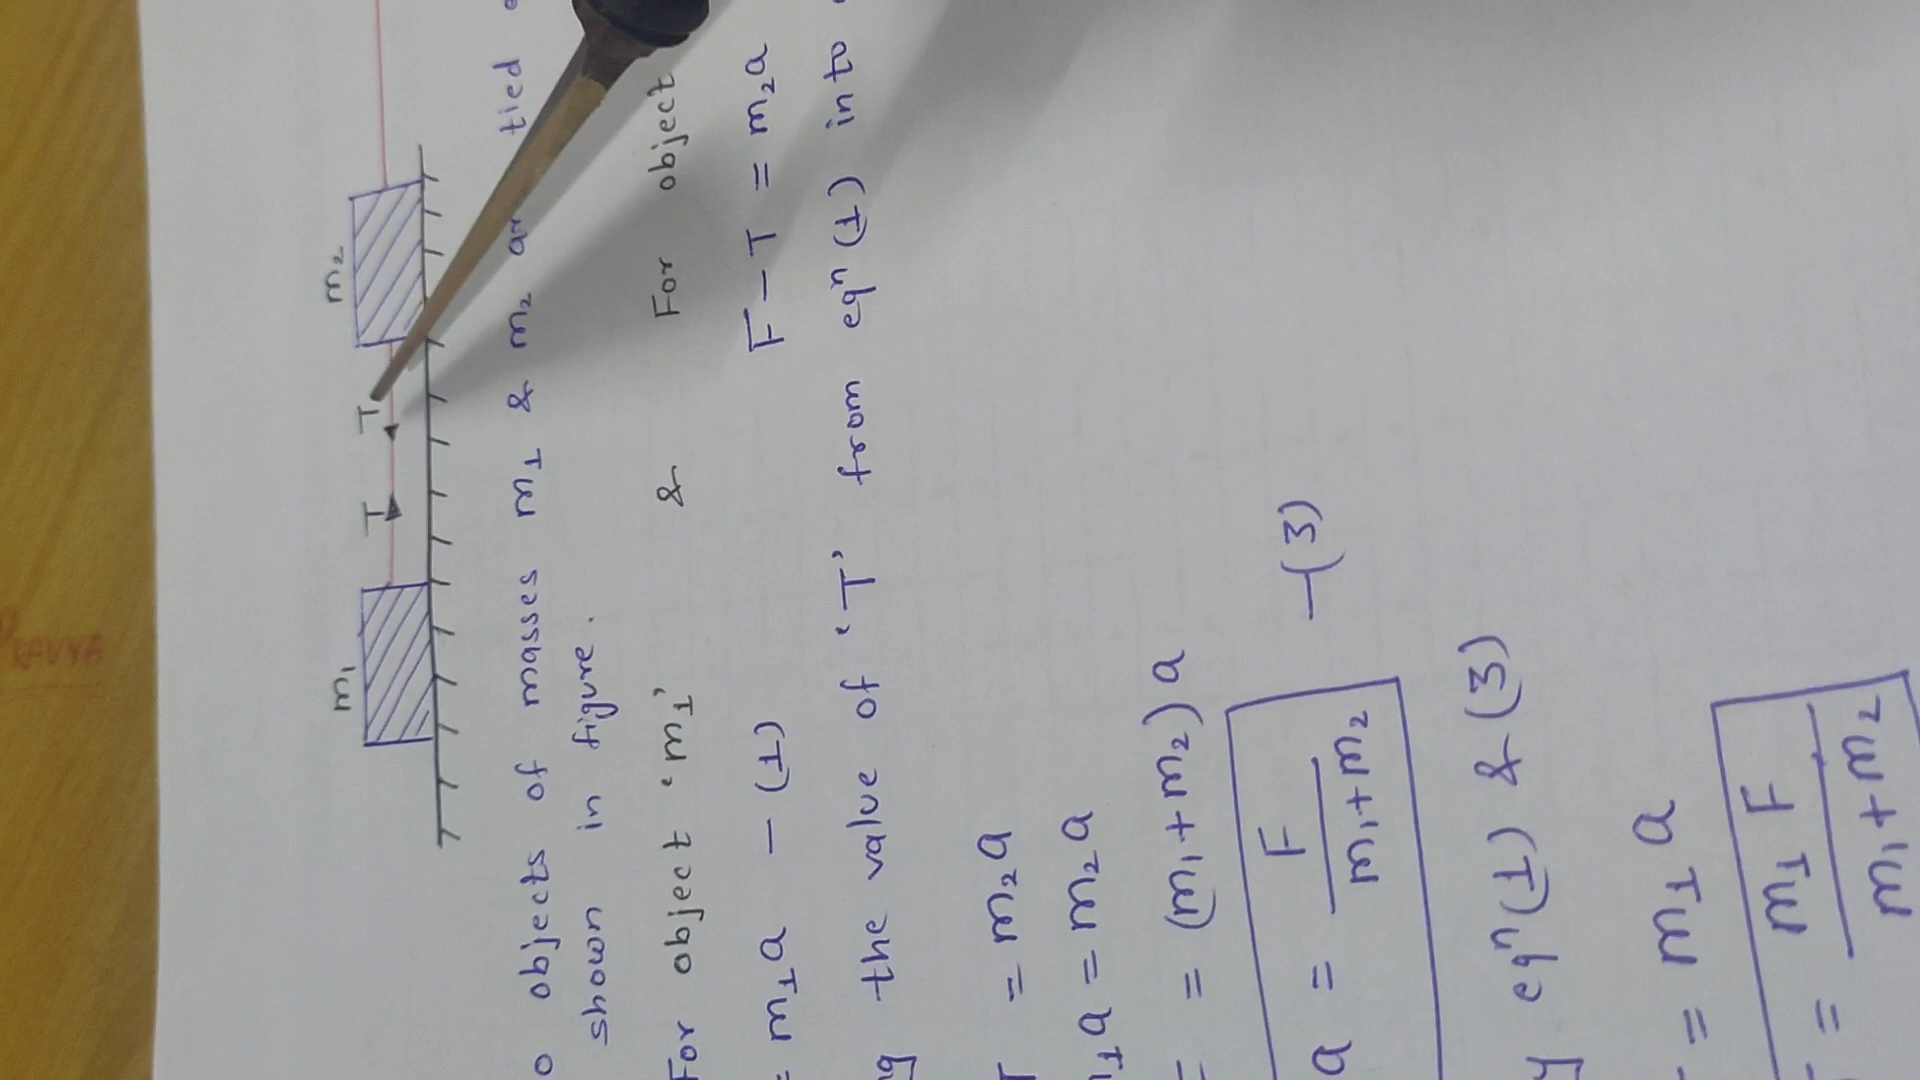 m₁ T T m₂
objects of masses m₁ & m₂ tied
shown in figure.
For object 'm₁' & For object
= m₁a — (1) F - T = m₂a
the value of 'T' from eqⁿ (1) into
= m₂a
a = m₂a
= (m₁+m₂) a
a = F/(m₁+m₂) —(3)
eqⁿ (1) & (3)
= m₁ a
= m₁F/(m₁+m₂)